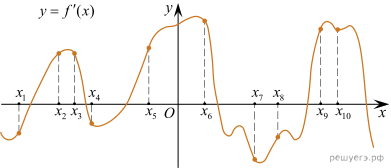 y = f′(x)
y
x₁ x₄ x₇ x₈
x₂ x₃ x₅ O x₆ x₉ x₁₀ x
решуегэ.рф